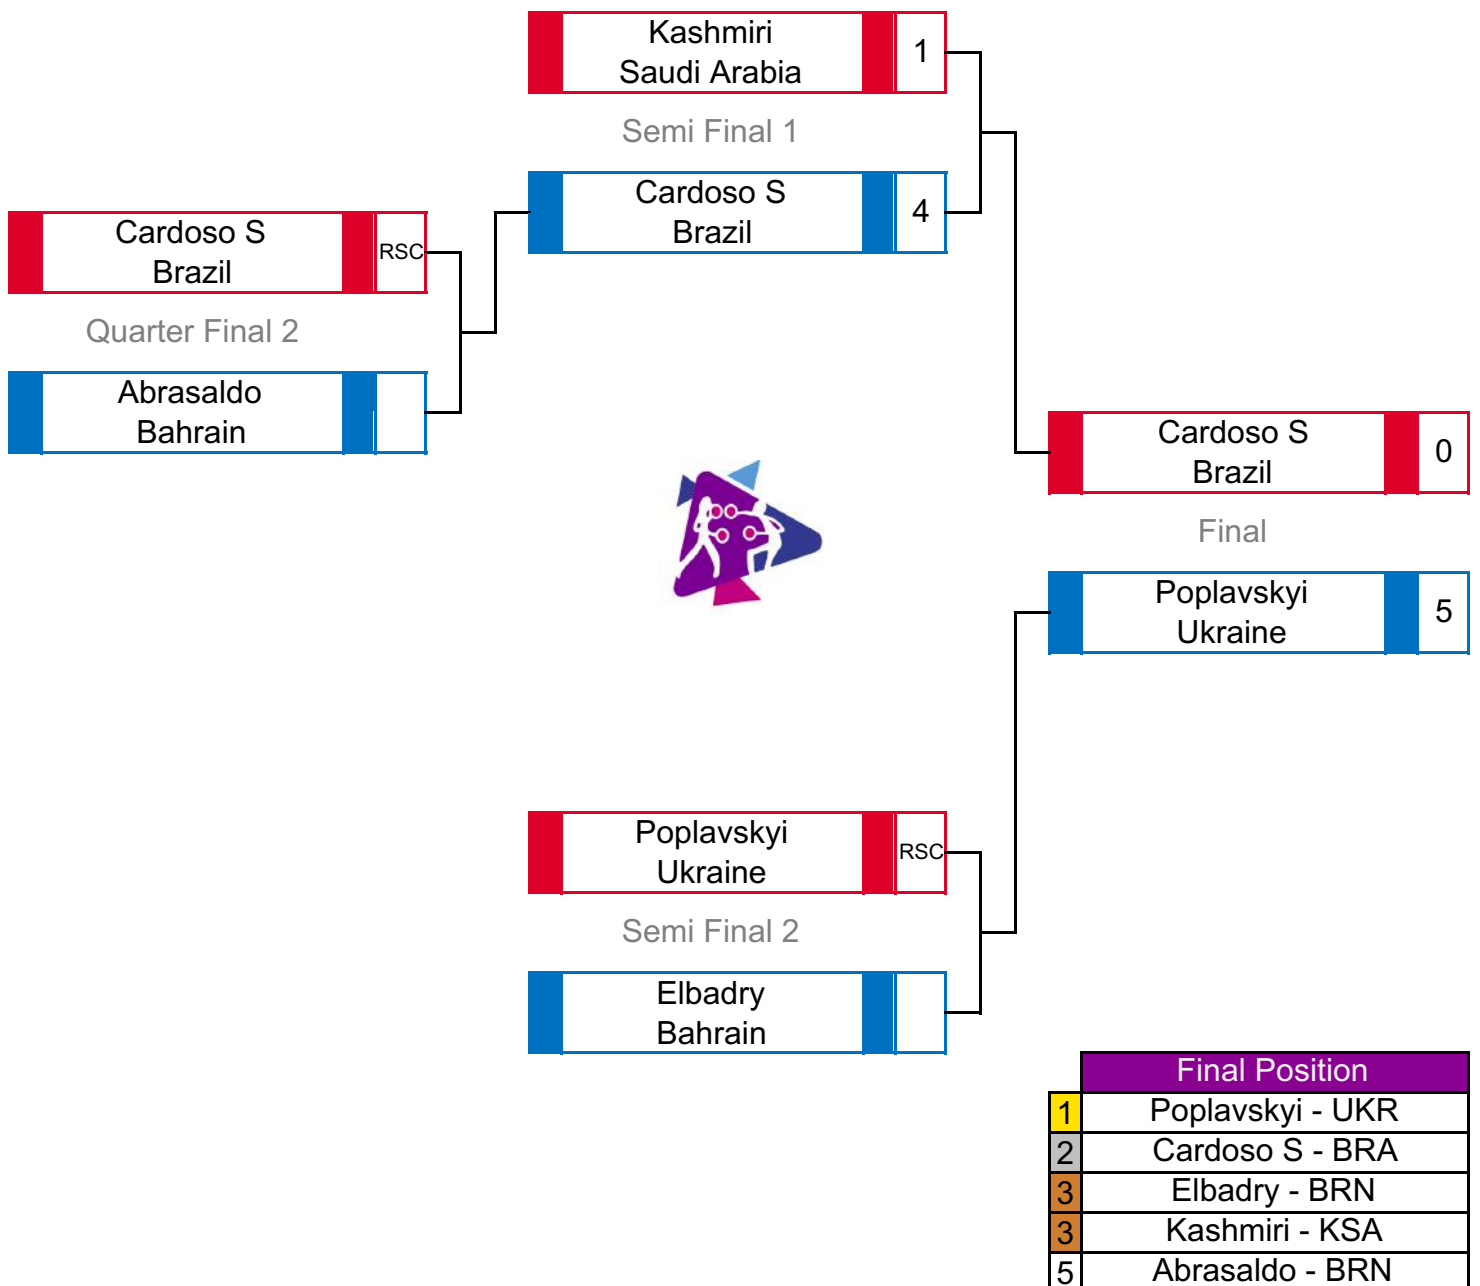 Kashmiri
Saudi Arabia
1
Semi Final 1
Cardoso S
Brazil
4
Cardoso S
Brazil
RSC
Quarter Final 2
Abrasaldo
Bahrain
Cardoso S
Brazil
0
Final
Poplavskyi
Ukraine
5
Poplavskyi
Ukraine
RSC
Semi Final 2
Elbadry
Bahrain
Final Position
1 Poplavskyi - UKR
2 Cardoso S - BRA
3 Elbadry - BRN
3 Kashmiri - KSA
5 Abrasaldo - BRN